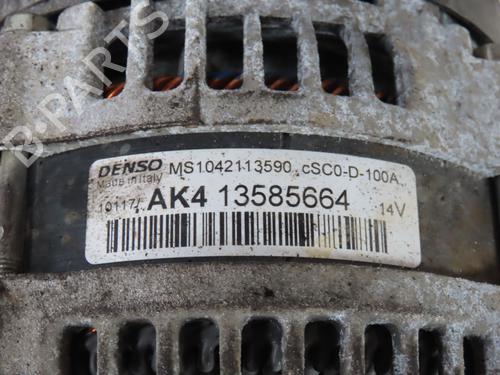 B-PARTS
DENSO MS1042113590 cSC0-D-100A
Made in Italy
10117/ AK4 13585664 14V